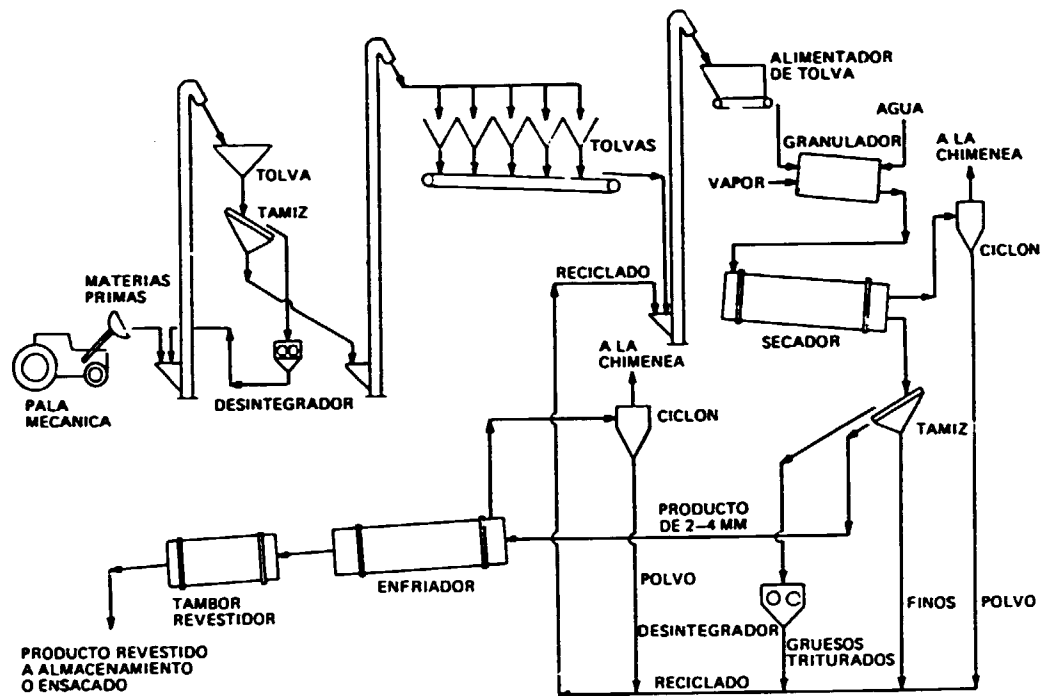 ALIMENTADOR
DE TOLVA
AGUA
GRANULADOR
A LA
CHIMENEA
TOLVAS
VAPOR
TOLVA
TAMIZ
CICLON
MATERIAS
PRIMAS
RECICLADO
SECADOR
A LA
CHIMENEA
DESINTEGRADOR
PALA
MECANICA
CICLON
TAMIZ
PRODUCTO
DE 2-4 MM
ENFRIADOR
POLVO
TAMBOR
REVESTIDOR
FINOS
POLVO
DESINTEGRADOR
GRUESOS
TRITURADOS
PRODUCTO REVESTIDO
A ALMACENAMIENTO
O ENSACADO
RECICLADO